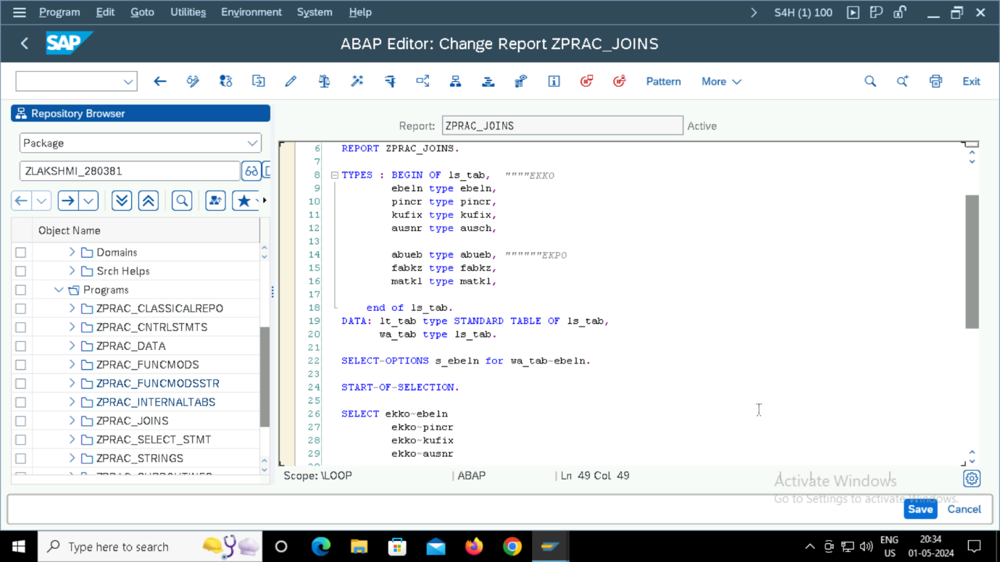 Program Edit Goto Utilities Environment System Help S4H (1) 100
SAP ABAP Editor: Change Report ZPRAC_JOINS
Pattern More Exit
Repository Browser
Report: ZPRAC_JOINS Active
Package
ZLAKSHMI_280381
Object Name
Domains
Srch Helps
Programs
ZPRAC_CLASSICALREPO
ZPRAC_CNTRLSTMTS
ZPRAC_DATA
ZPRAC_FUNCMODS
ZPRAC_FUNCMODSSTR
ZPRAC_INTERNALTABS
ZPRAC_JOINS
ZPRAC_SELECT_STMT
ZPRAC_STRINGS
6 REPORT ZPRAC_JOINS.
7
8 TYPES : BEGIN OF ls_tab, """"EKKO
9 ebeln type ebeln,
10 pincr type pincr,
11 kufix type kufix,
12 ausnr type ausch,
13
14 abueb type abueb, """"""EKPO
15 fabkz type fabkz,
16 matkl type matkl,
17
18 end of ls_tab.
19 DATA: lt_tab type STANDARD TABLE OF ls_tab,
20 wa_tab type ls_tab.
21
22 SELECT-OPTIONS s_ebeln for wa_tab-ebeln.
23
24 START-OF-SELECTION.
25
26 SELECT ekko~ebeln
27 ekko~pincr
28 ekko~kufix
29 ekko~ausnr
Scope: \LOOP ABAP Ln 49 Col 49
Activate Windows
Go to Settings to activate Windows.
Save Cancel
Type here to search
ENG
US
20:34
01-05-2024